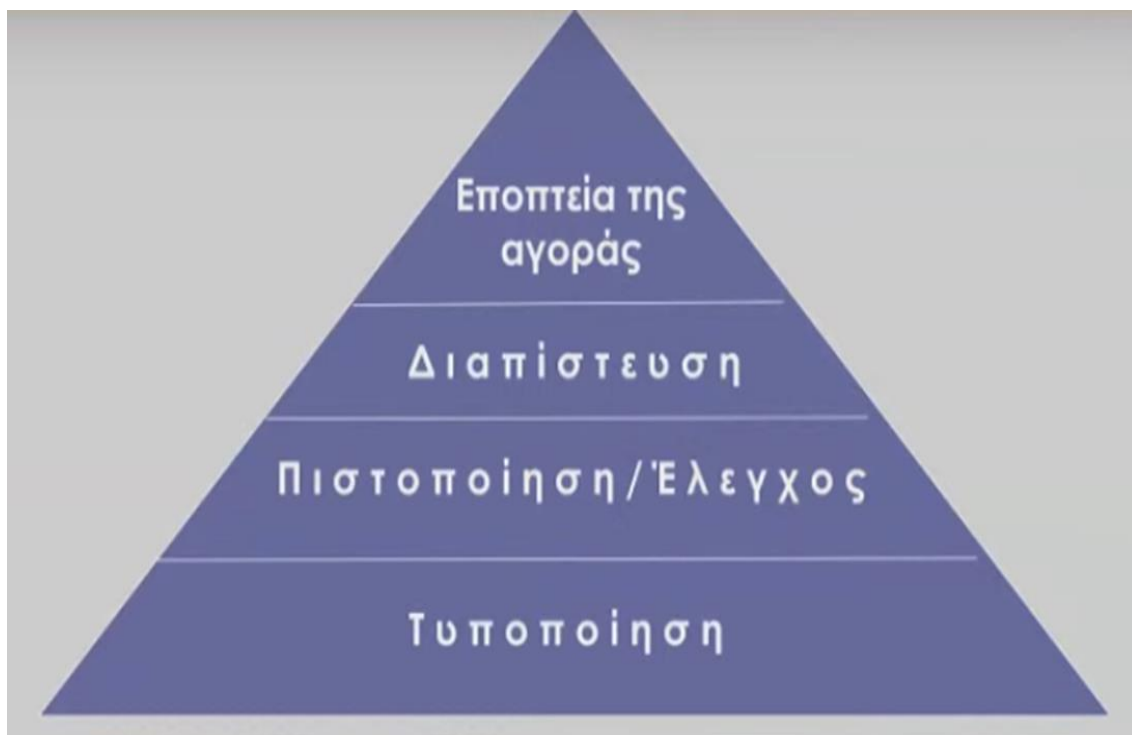 Εποπτεία της
αγοράς
Διαπίστευση
Πιστοποίηση/Έλεγχος
Τυποποίηση